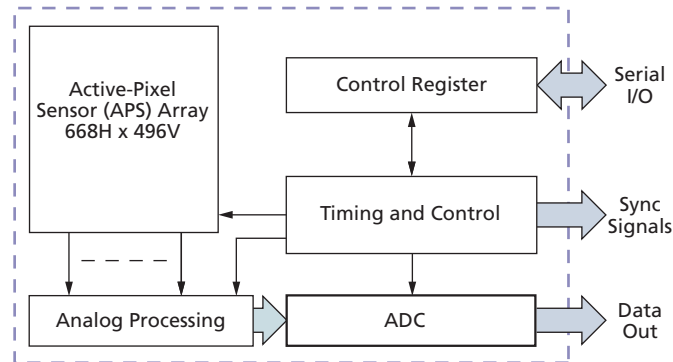 Active-Pixel
Sensor (APS) Array
668H x 496V
Control Register
Serial
I/O
Timing and Control
Sync
Signals
Analog Processing
ADC
Data
Out